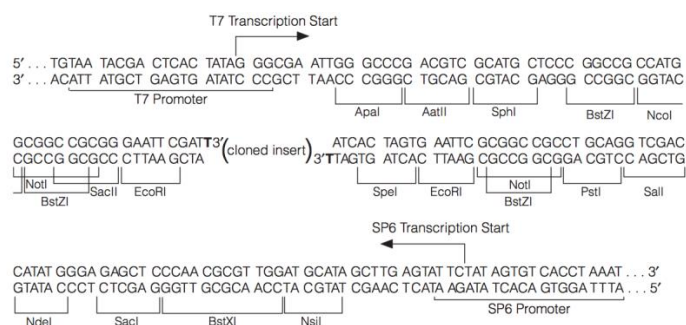 T7 Transcription Start
5′ . . . TGTAA TACGA CTCACT TATAG GGCGA ATTGG GCCCG ACGTC GCATG CTCCC GGCCG CCATG
3′ . . . ACATT ATGCT GAGTG ATATC CCGCT TAACC CGGGC TGCAG CGTAC GAGGG CCGGC GGTAC
T7 Promoter
ApaI AatII SphI BstZI NcoI
GCGGC CGCGG GAATT CGATT3′ (cloned insert) ATCAC TAGTG AATTC GCGGC CGCCT GCAGG TCGAC
CGCCG GCGCC CTTAA GCTA 3′TTAGTG ATCAC TTAAG CGCCG GCGGA CGTCC AGCTG
NotI SacII EcoRI SpeI EcoRI NotI PstI SalI
BstZI BstZI
SP6 Transcription Start
CATAT GGGA GAGCT CCCAA CGCGT TGGAT GCATA GCTTG AGTAT TCTAT AGTGT CACCT AAAT . . . 3′
GTATA CCCT CTCGA GGGTT GCGCA ACCTA CGTAT CGAAC TCATA AGATA TCACA GTGGA TTTA . . . 5′
NdeI SacI BstXI NsiI SP6 Promoter